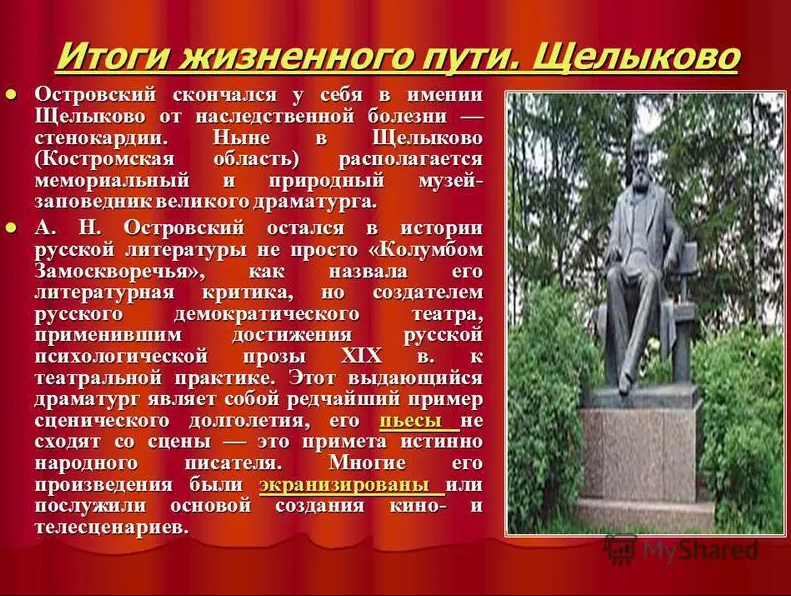 Итоги жизненного пути. Щелыково
Островский скончался у себя в имении
Щелыково от наследственной болезни —
стенокардии. Ныне в Щелыково
(Костромская область) располагается
мемориальный и природный музей-
заповедник великого драматурга.
А. Н. Островский остался в истории
русской литературы не просто «Колумбом
Замоскворечья», как назвала его
литературная критика, но создателем
русского демократического театра,
применившим достижения русской
психологической прозы XIX в. к
театральной практике. Этот выдающийся
драматург являет собой редчайший пример
сценического долголетия, его пьесы не
сходят со сцены — это примета истинно
народного писателя. Многие его
произведения были экранизированы или
послужили основой создания кино- и
телесценариев.
MyShared